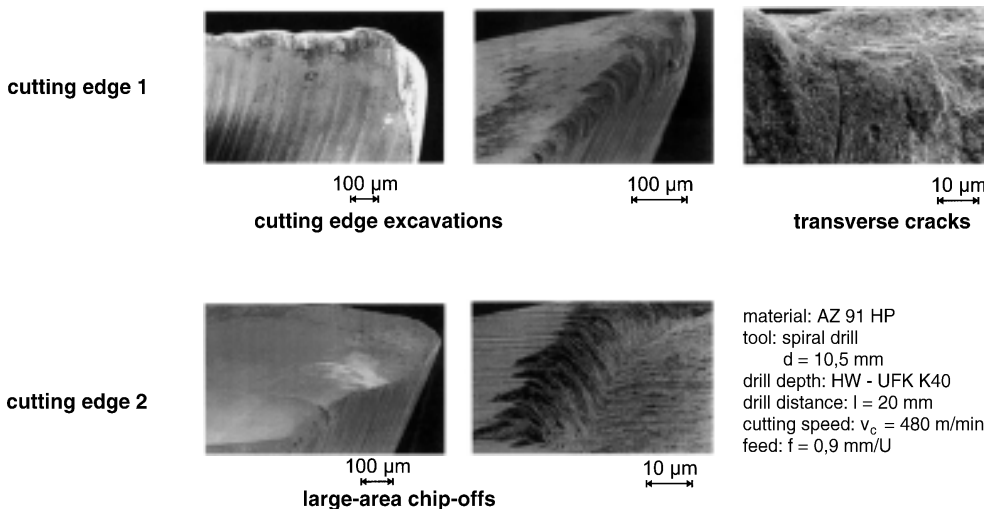 cutting edge 1
100 µm
100 µm
10 µm
cutting edge excavations
transverse cracks
cutting edge 2
100 µm
10 µm
large-area chip-offs
material: AZ 91 HP
tool: spiral drill
d = 10,5 mm
drill depth: HW - UFK K40
drill distance: l = 20 mm
cutting speed: vc = 480 m/min
feed: f = 0,9 mm/U